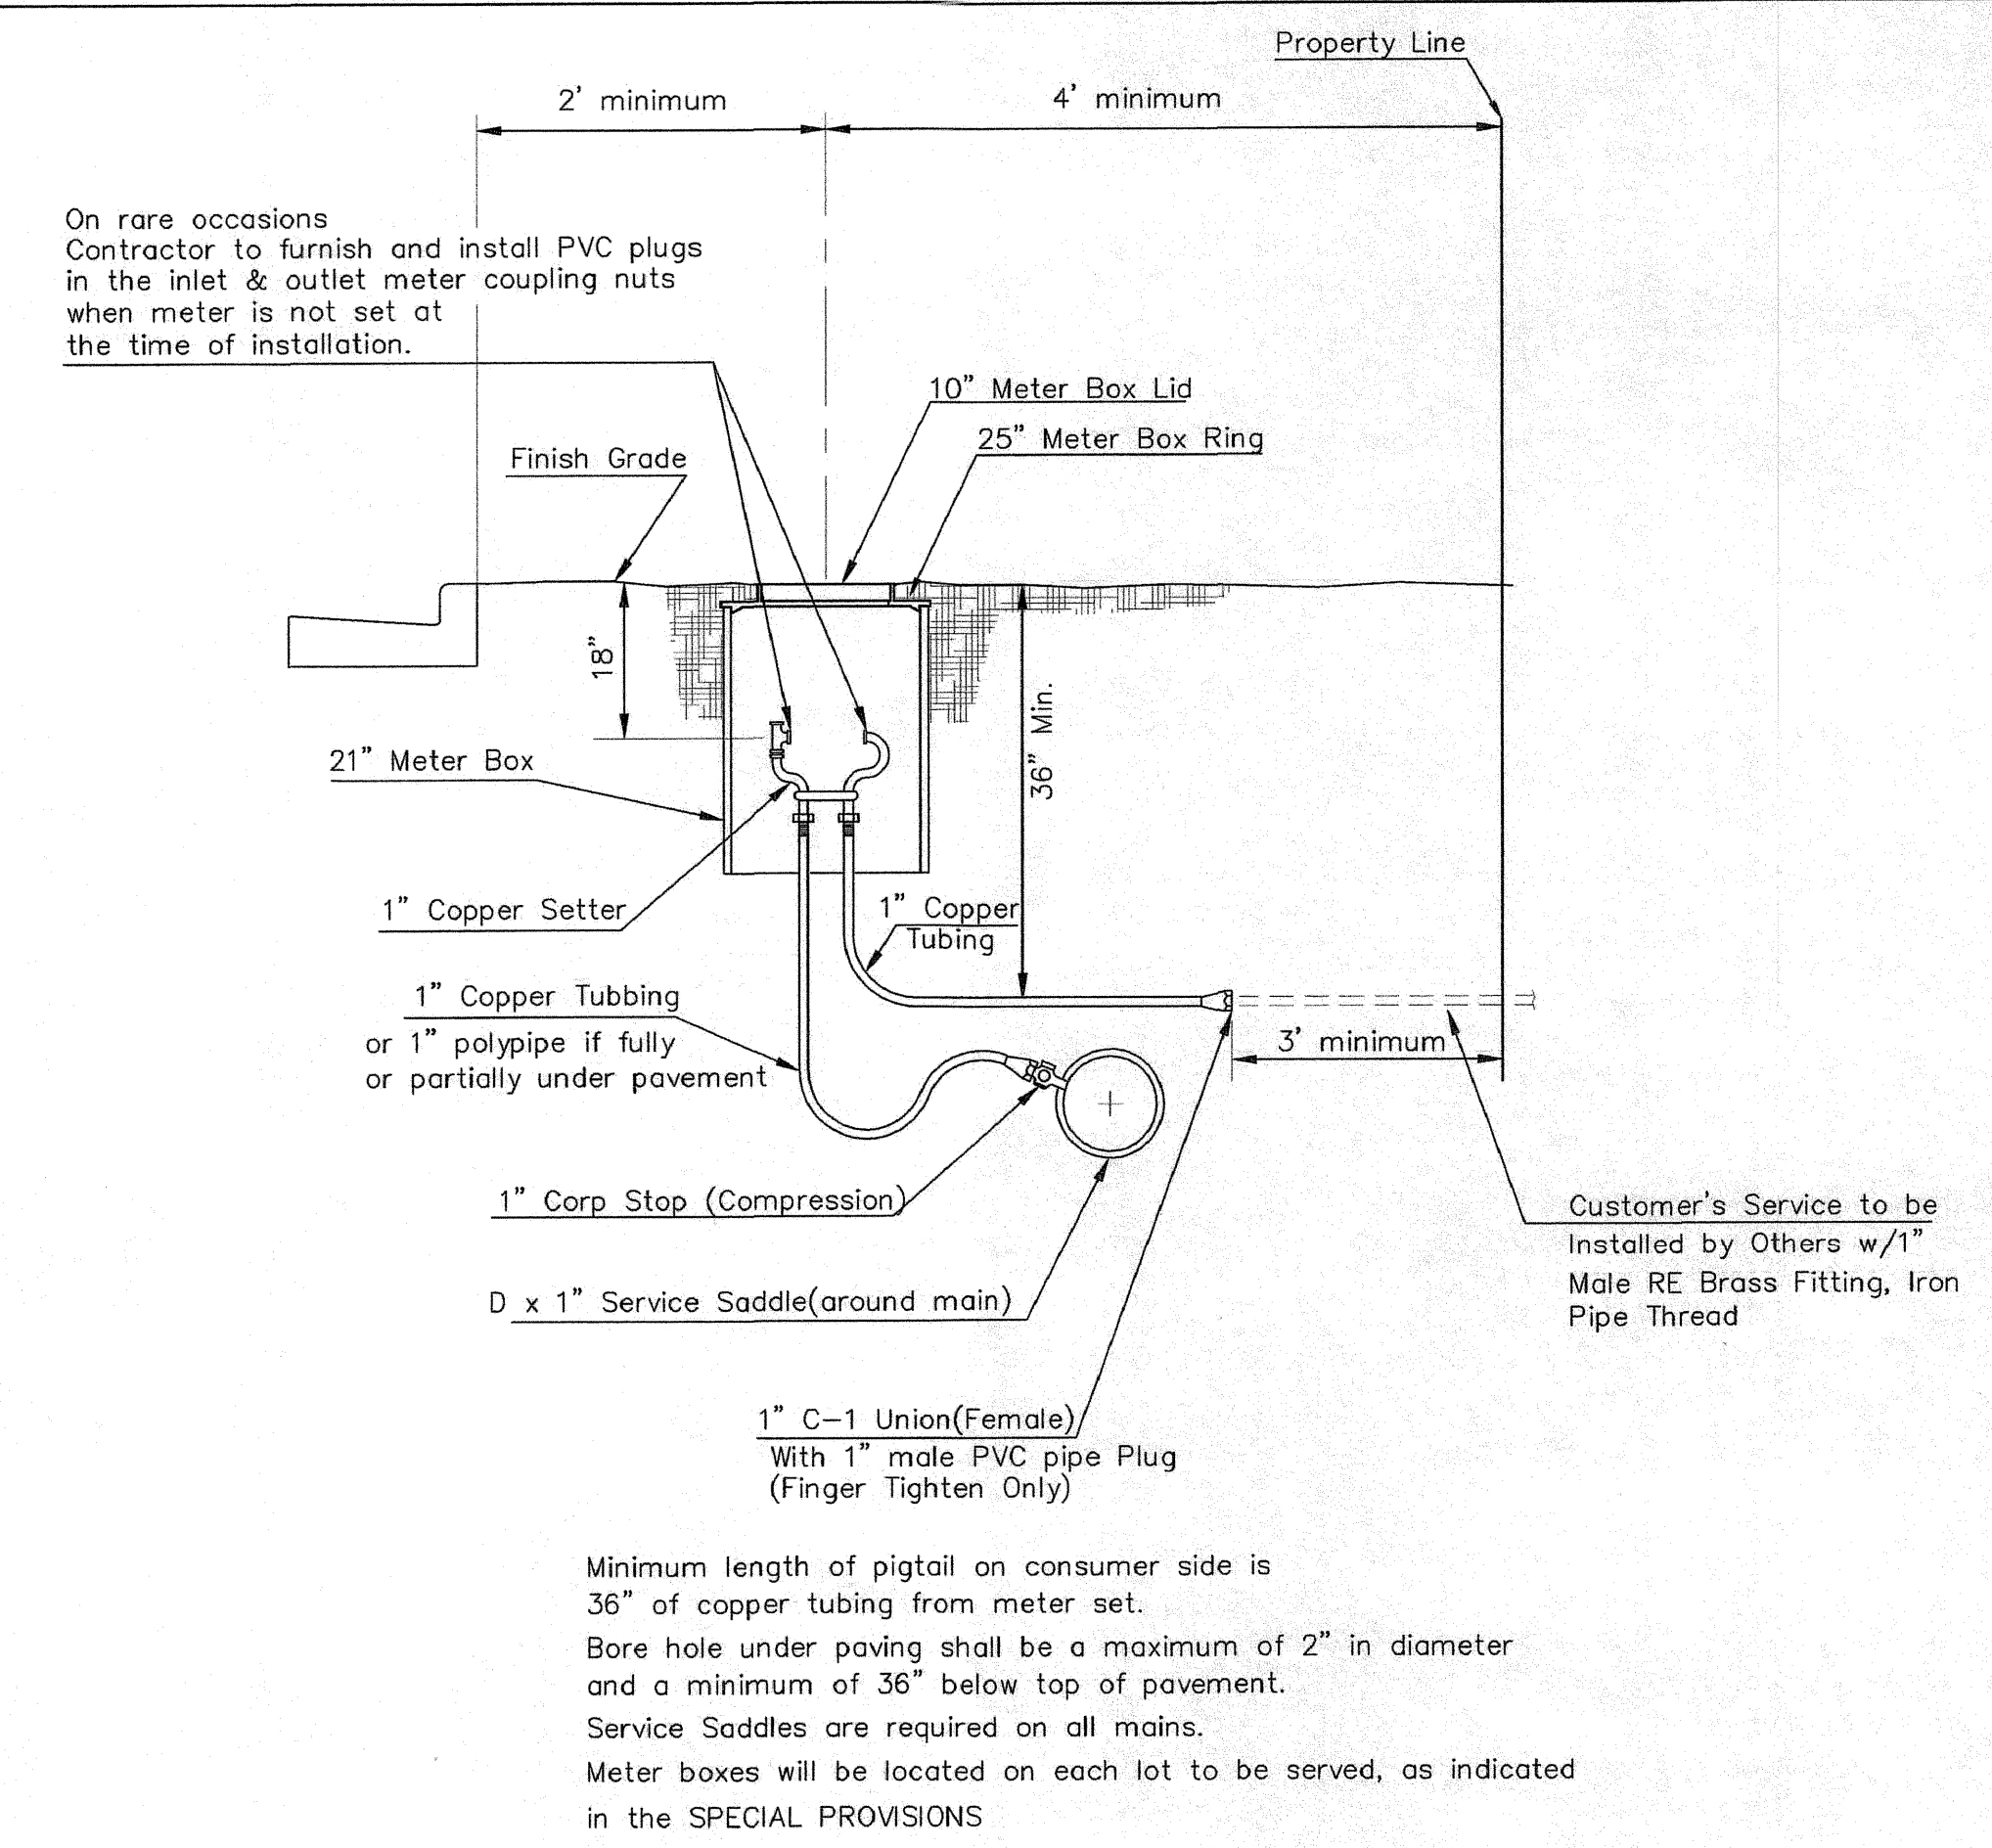 Property Line
2' minimum
4' minimum
On rare occasions
Contractor to furnish and install PVC plugs
in the inlet & outlet meter coupling nuts
when meter is not set at
the time of installation.
10" Meter Box Lid
25" Meter Box Ring
Finish Grade
18"
36" Min.
21" Meter Box
1" Copper Setter
1" Copper
Tubing
1" Copper Tubbing
or 1" polypipe if fully
or partially under pavement
3' minimum
1" Corp Stop (Compression)
Customer's Service to be
Installed by Others w/1"
Male RE Brass Fitting, Iron
Pipe Thread
D x 1" Service Saddle(around main)
1" C-1 Union(Female)
With 1" male PVC pipe Plug
(Finger Tighten Only)
Minimum length of pigtail on consumer side is
36" of copper tubing from meter set.
Bore hole under paving shall be a maximum of 2" in diameter
and a minimum of 36" below top of pavement.
Service Saddles are required on all mains.
Meter boxes will be located on each lot to be served, as indicated
in the SPECIAL PROVISIONS